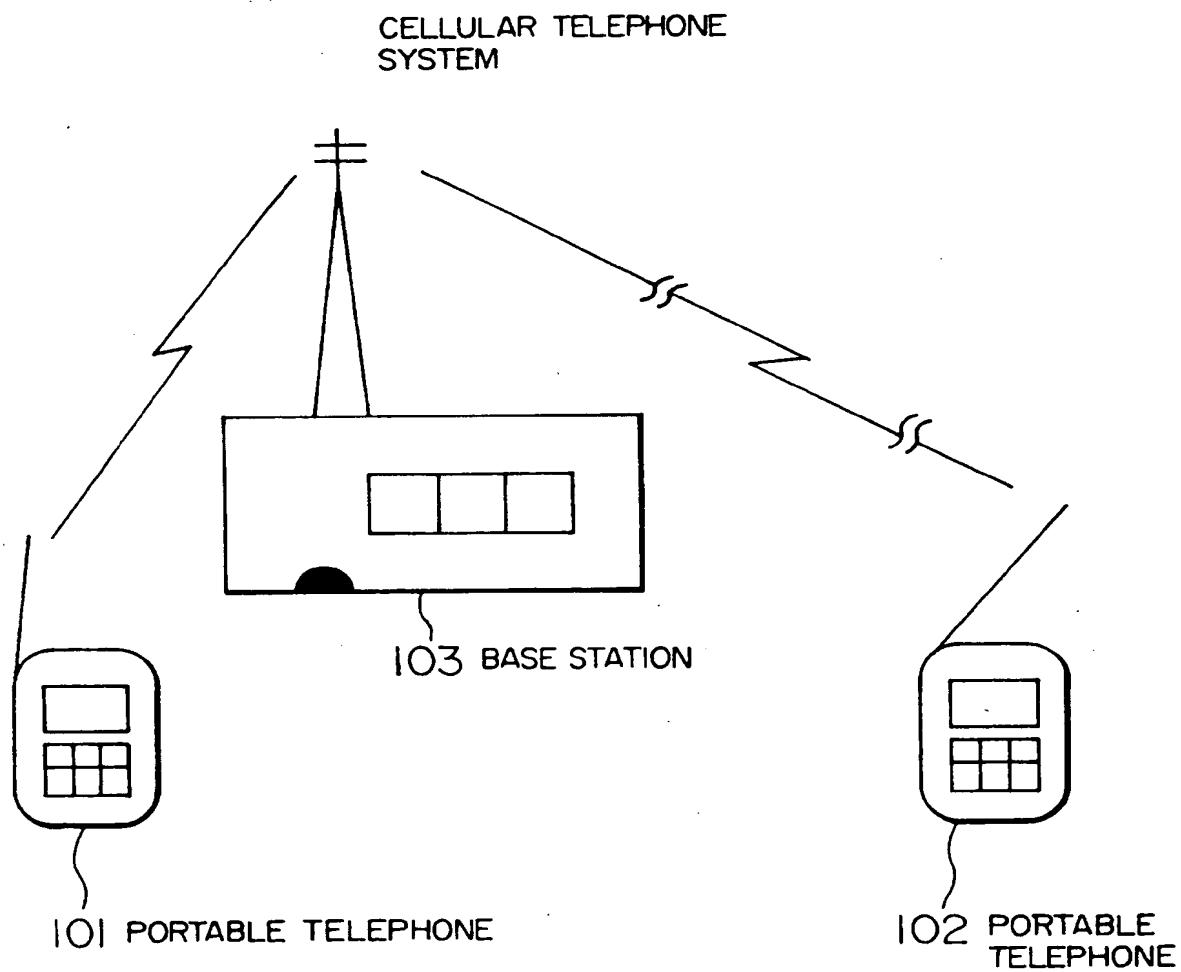 CELLULAR TELEPHONE
SYSTEM
103 BASE STATION
101 PORTABLE TELEPHONE
102 PORTABLE
TELEPHONE